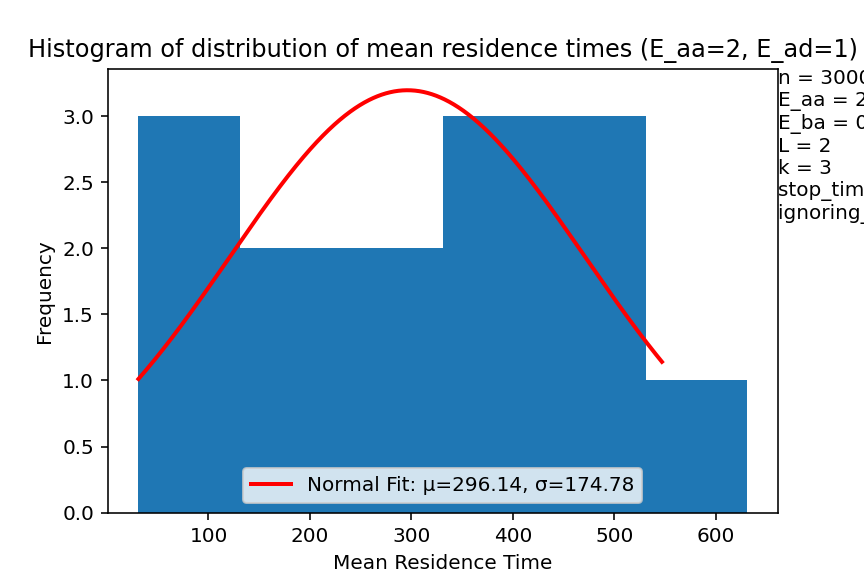 Histogram of distribution of mean residence times (E_aa=2, E_ad=1)
n = 3000
E_aa = 2
E_ba = 0
L = 2
k = 3
stop_tim
ignoring_
3.0
2.5
2.0
1.5
1.0
0.5
0.0
Frequency
Normal Fit: μ=296.14, σ=174.78
100 200 300 400 500 600
Mean Residence Time